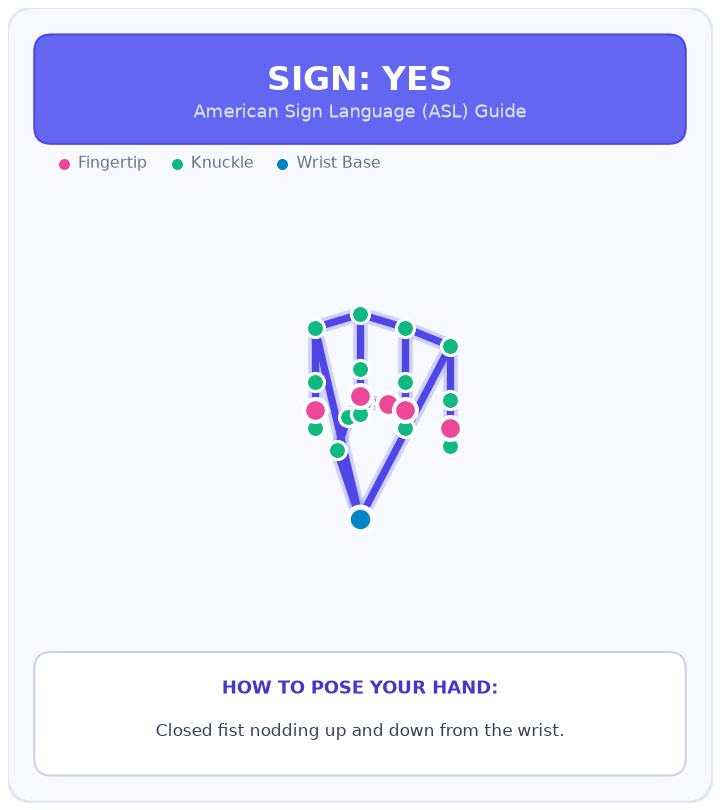 SIGN: YES
American Sign Language (ASL) Guide
Fingertip Knuckle Wrist Base
HOW TO POSE YOUR HAND:
Closed fist nodding up and down from the wrist.